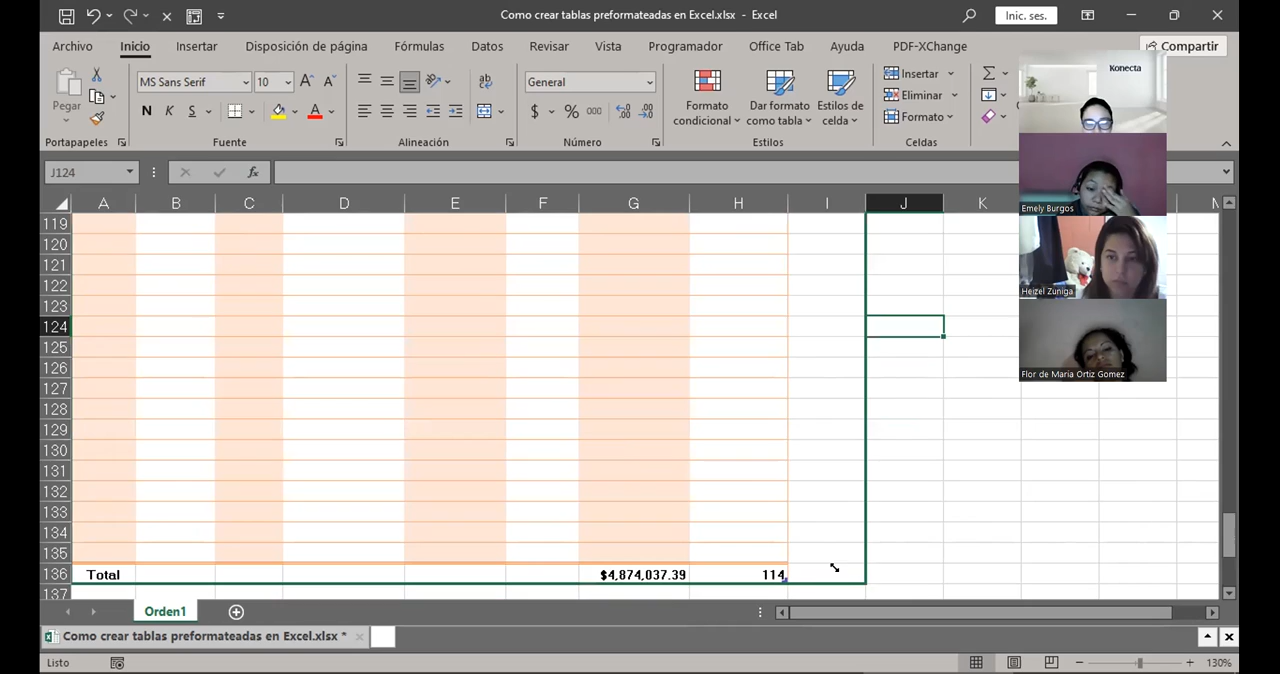 Como crear tablas preformateadas en Excel.xlsx - Excel
Inic. ses.
Archivo Inicio Insertar Disposición de página Fórmulas Datos Revisar Vista Programador Office Tab Ayuda PDF-XChange Compartir
Pegar
MS Sans Serif 10
N K S
General
$ % 000
Formato condicional
Dar formato como tabla
Estilos de celda
Insertar
Eliminar
Formato
Portapapeles Fuente Alineación Número Estilos Celdas
Konecta
Emely Burgos
Heizel Zuniga
Flor de Maria Ortiz Gomez
J124 fx
A B C D E F G H I J K
119
120
121
122
123
124
125
126
127
128
129
130
131
132
133
134
135
136 Total $4,874,037.39 114
137
Orden1
Como crear tablas preformateadas en Excel.xlsx *
Listo 130%